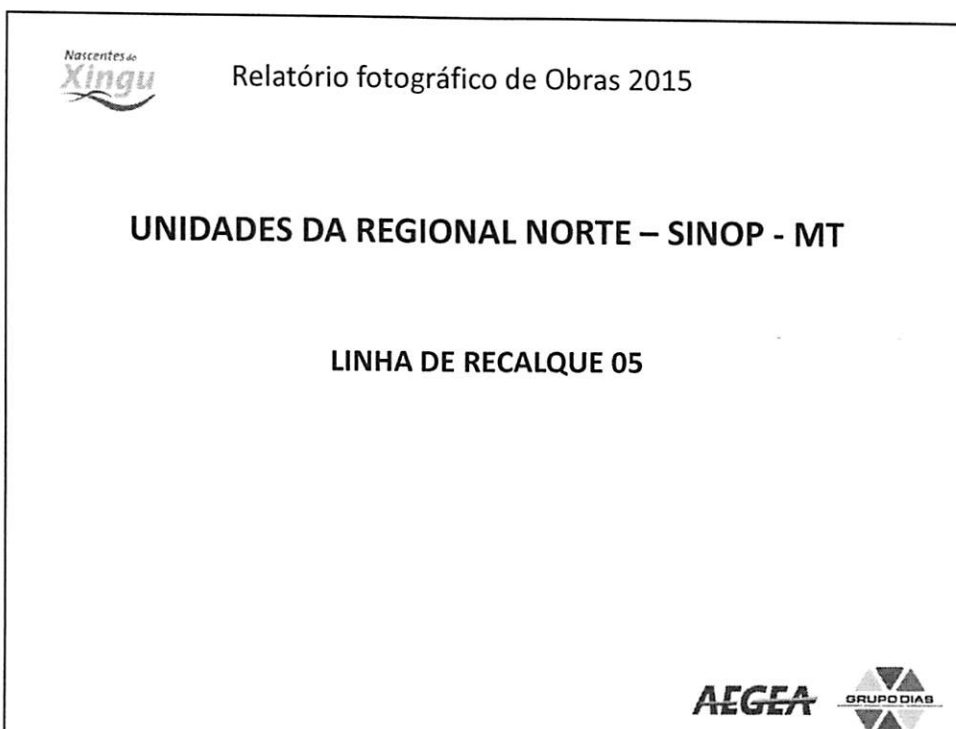 Nascentes do
Xingu
Relatório fotográfico de Obras 2015
UNIDADES DA REGIONAL NORTE – SINOP - MT
LINHA DE RECALQUE 05
AEGEA
GRUPO DIAS